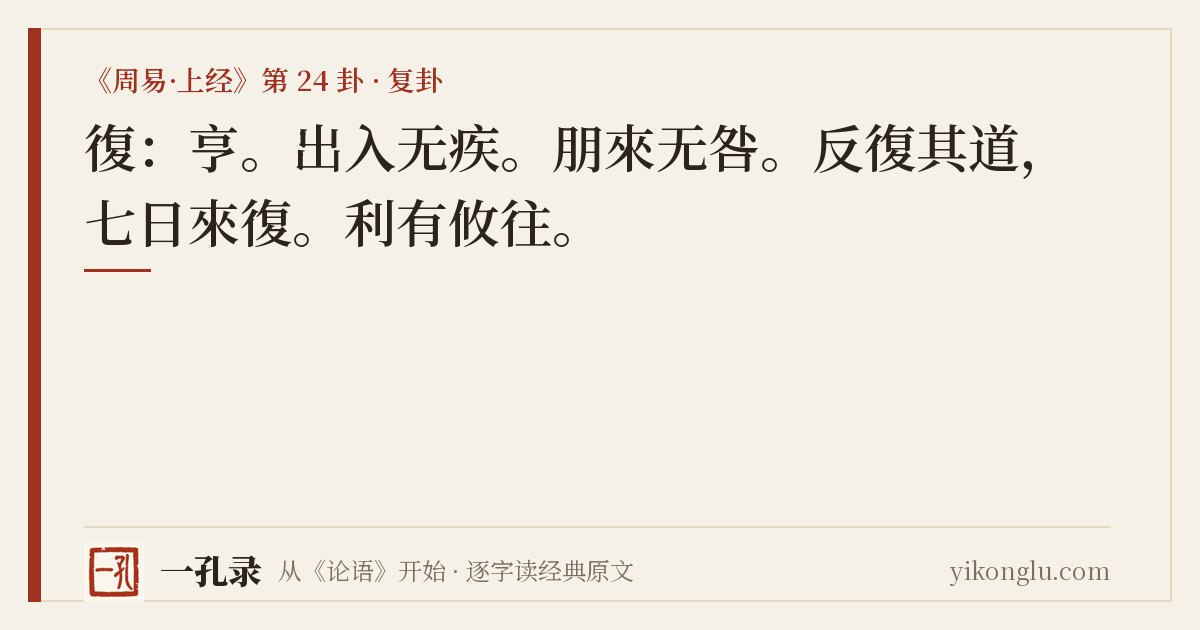 《周易·上经》第 24 卦 · 复卦
復：亨。出入无疾。朋來无咎。反復其道，
七日來復。利有攸往。
一孔
一孔录
从《论语》开始 · 逐字读经典原文
yikonglu.com